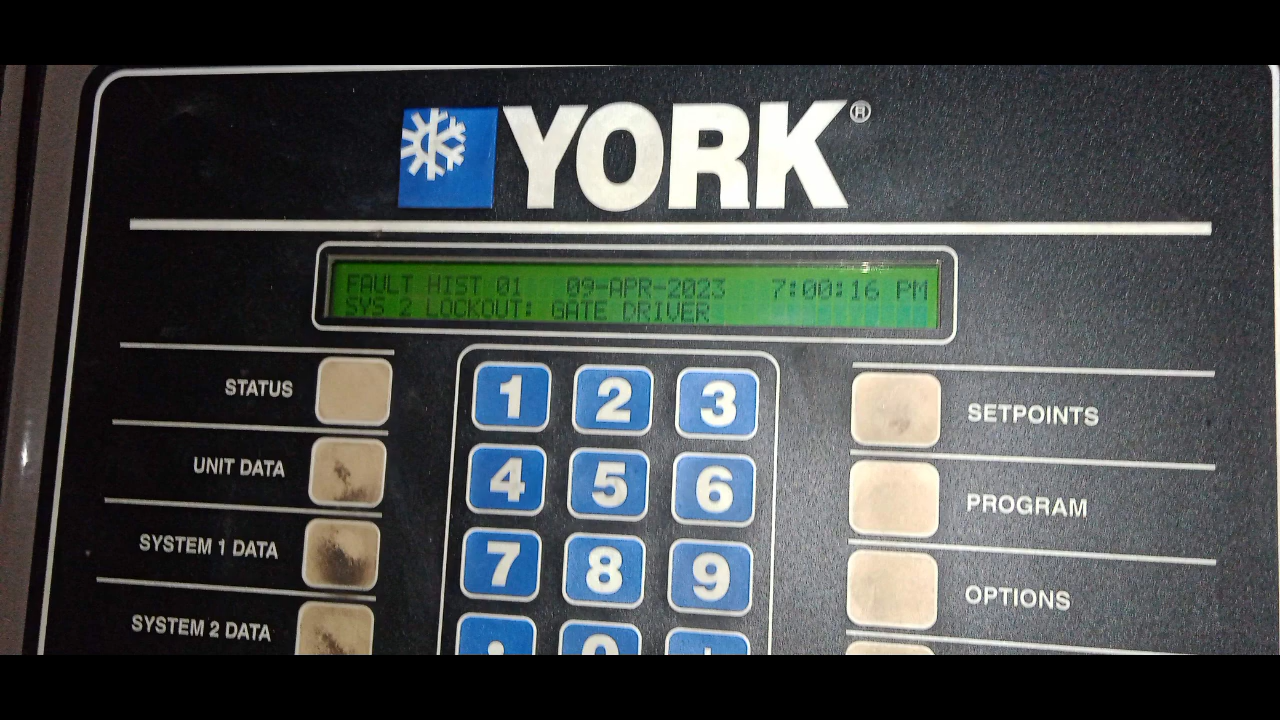 YORK®
FAULT HIST 01 09-APR-2023 7:00:16 PM
SYS 2 LOCKOUT: GATE DRIVER
STATUS
UNIT DATA
SYSTEM 1 DATA
SYSTEM 2 DATA
1 2 3
4 5 6
7 8 9
SETPOINTS
PROGRAM
OPTIONS